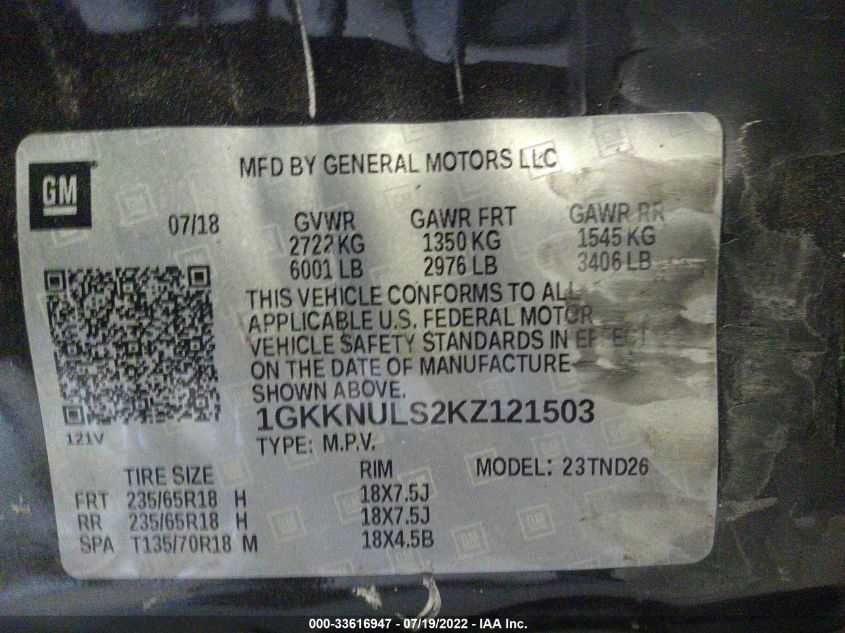 MFD BY GENERAL MOTORS LLC
GM
07/18 GVWR GAWR FRT GAWR RR
2722 KG 1350 KG 1545 KG
6001 LB 2976 LB 3406 LB
THIS VEHICLE CONFORMS TO ALL
APPLICABLE U.S. FEDERAL MOTOR
VEHICLE SAFETY STANDARDS IN EFFECT
ON THE DATE OF MANUFACTURE
SHOWN ABOVE.
1GKKNULS2KZ121503
121V
TYPE: M.P.V.
TIRE SIZE RIM MODEL: 23TND26
FRT 235/65R18 H 18X7.5J
RR 235/65R18 H 18X7.5J
SPA T135/70R18 M 18X4.5B
000-33616947 - 07/19/2022 - IAA Inc.